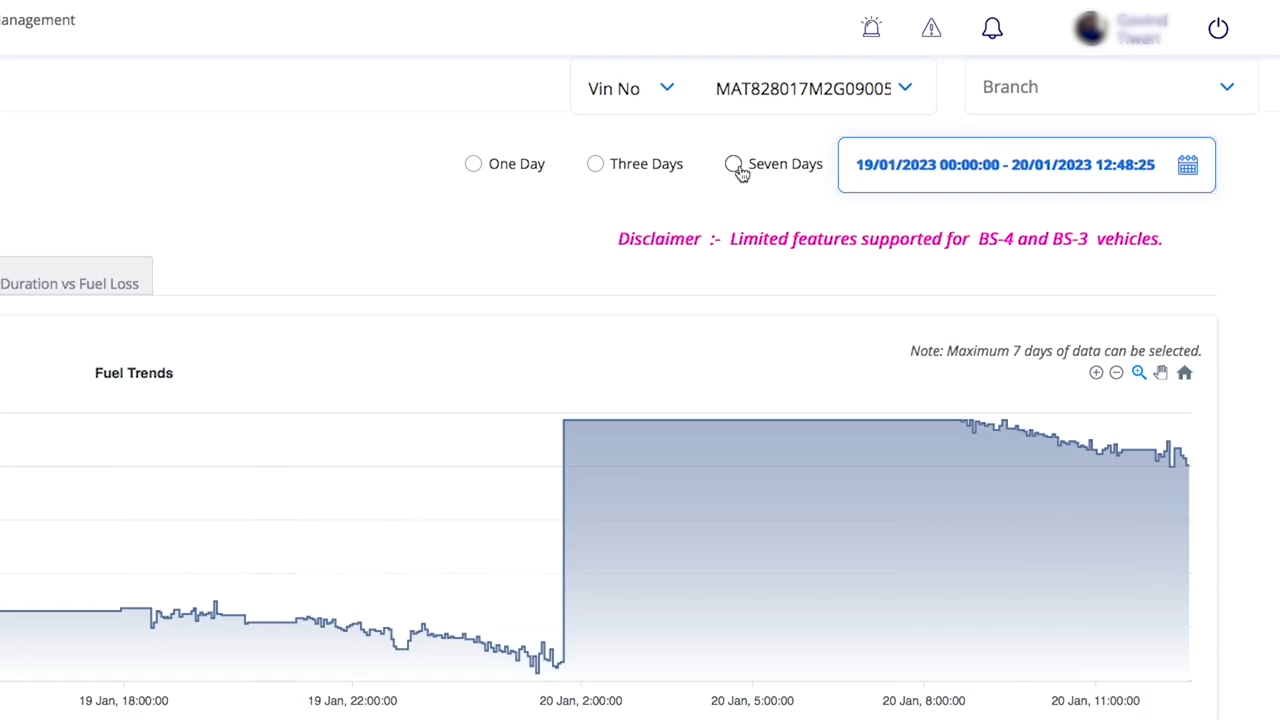 anagement
Vin No
MAT828017M2G09005
Branch
One Day
Three Days
Seven Days
19/01/2023 00:00:00 - 20/01/2023 12:48:25
Disclaimer :- Limited features supported for BS-4 and BS-3 vehicles.
Duration vs Fuel Loss
Note: Maximum 7 days of data can be selected.
Fuel Trends
19 Jan, 18:00:00
19 Jan, 22:00:00
20 Jan, 2:00:00
20 Jan, 5:00:00
20 Jan, 8:00:00
20 Jan, 11:00:00